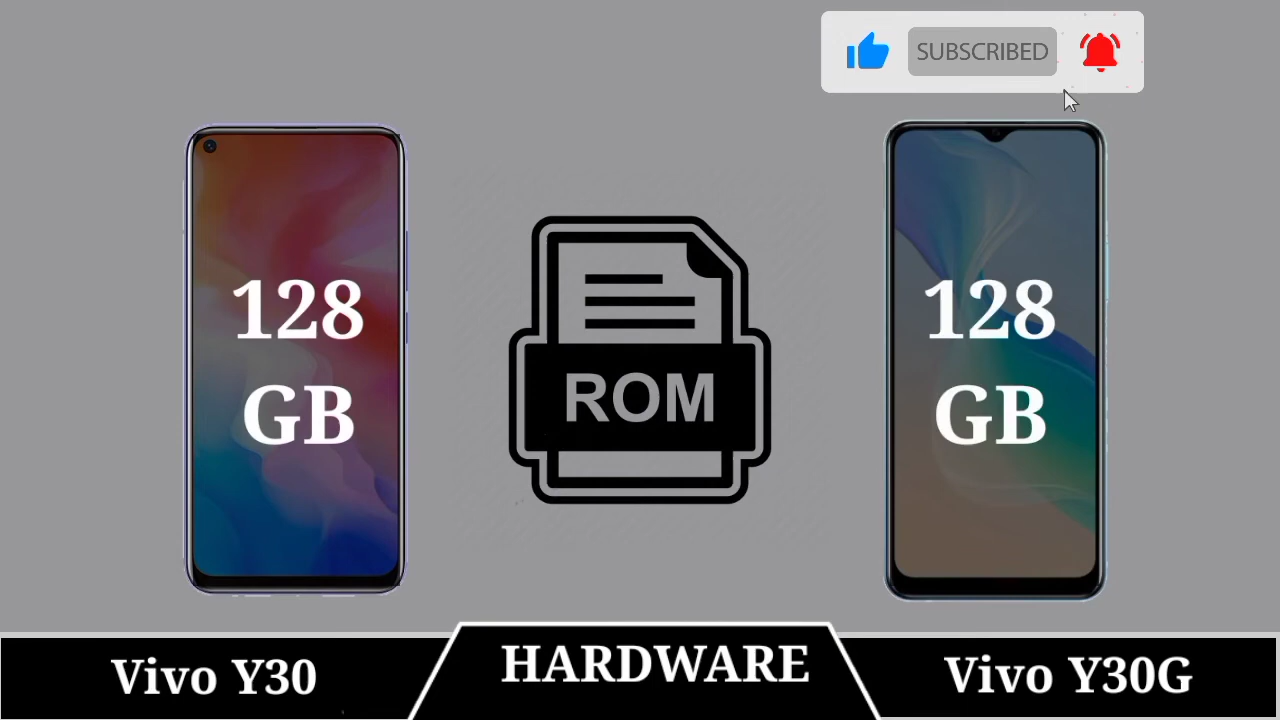 SUBSCRIBED
128
GB
ROM
128
GB
Vivo Y30
HARDWARE
Vivo Y30G